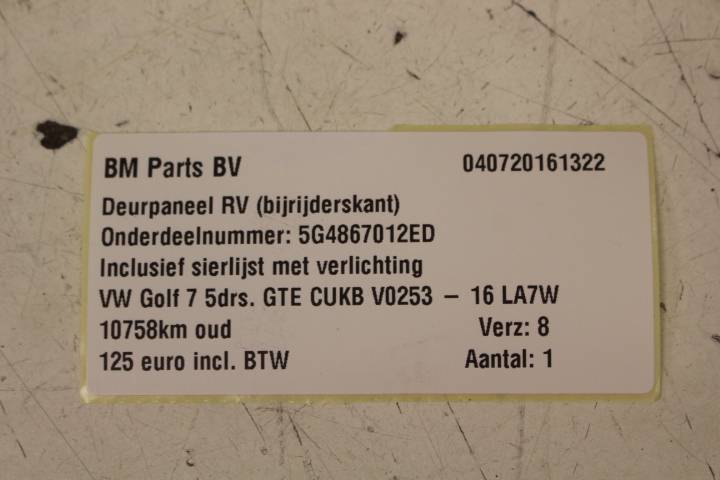 BM Parts BV 040720161322
Deurpaneel RV (bijrijderskant)
Onderdeelnummer: 5G4867012ED
Inclusief sierlijst met verlichting
VW Golf 7 5drs. GTE CUKB V0253 – 16 LA7W
10758km oud Verz: 8
125 euro incl. BTW Aantal: 1